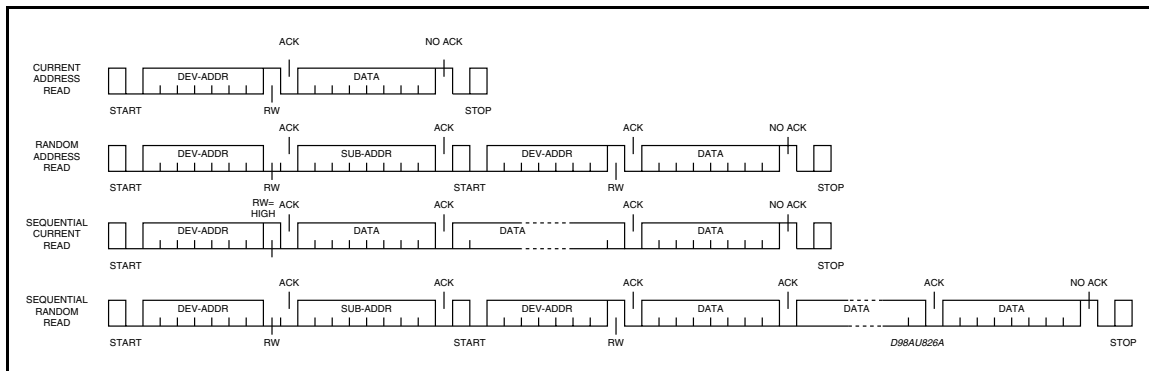 ACK NO ACK
CURRENT
ADDRESS
READ
DEV-ADDR DATA
START RW STOP
ACK ACK ACK NO ACK
RANDOM
ADDRESS
READ
DEV-ADDR SUB-ADDR DEV-ADDR DATA
START RW START RW STOP
RW=
HIGH
ACK ACK ACK NO ACK
SEQUENTIAL
CURRENT
READ
DEV-ADDR DATA DATA DATA
START STOP
ACK ACK ACK ACK ACK NO ACK
SEQUENTIAL
RANDOM
READ
DEV-ADDR SUB-ADDR DEV-ADDR DATA DATA DATA
START RW START RW D98AU826A STOP